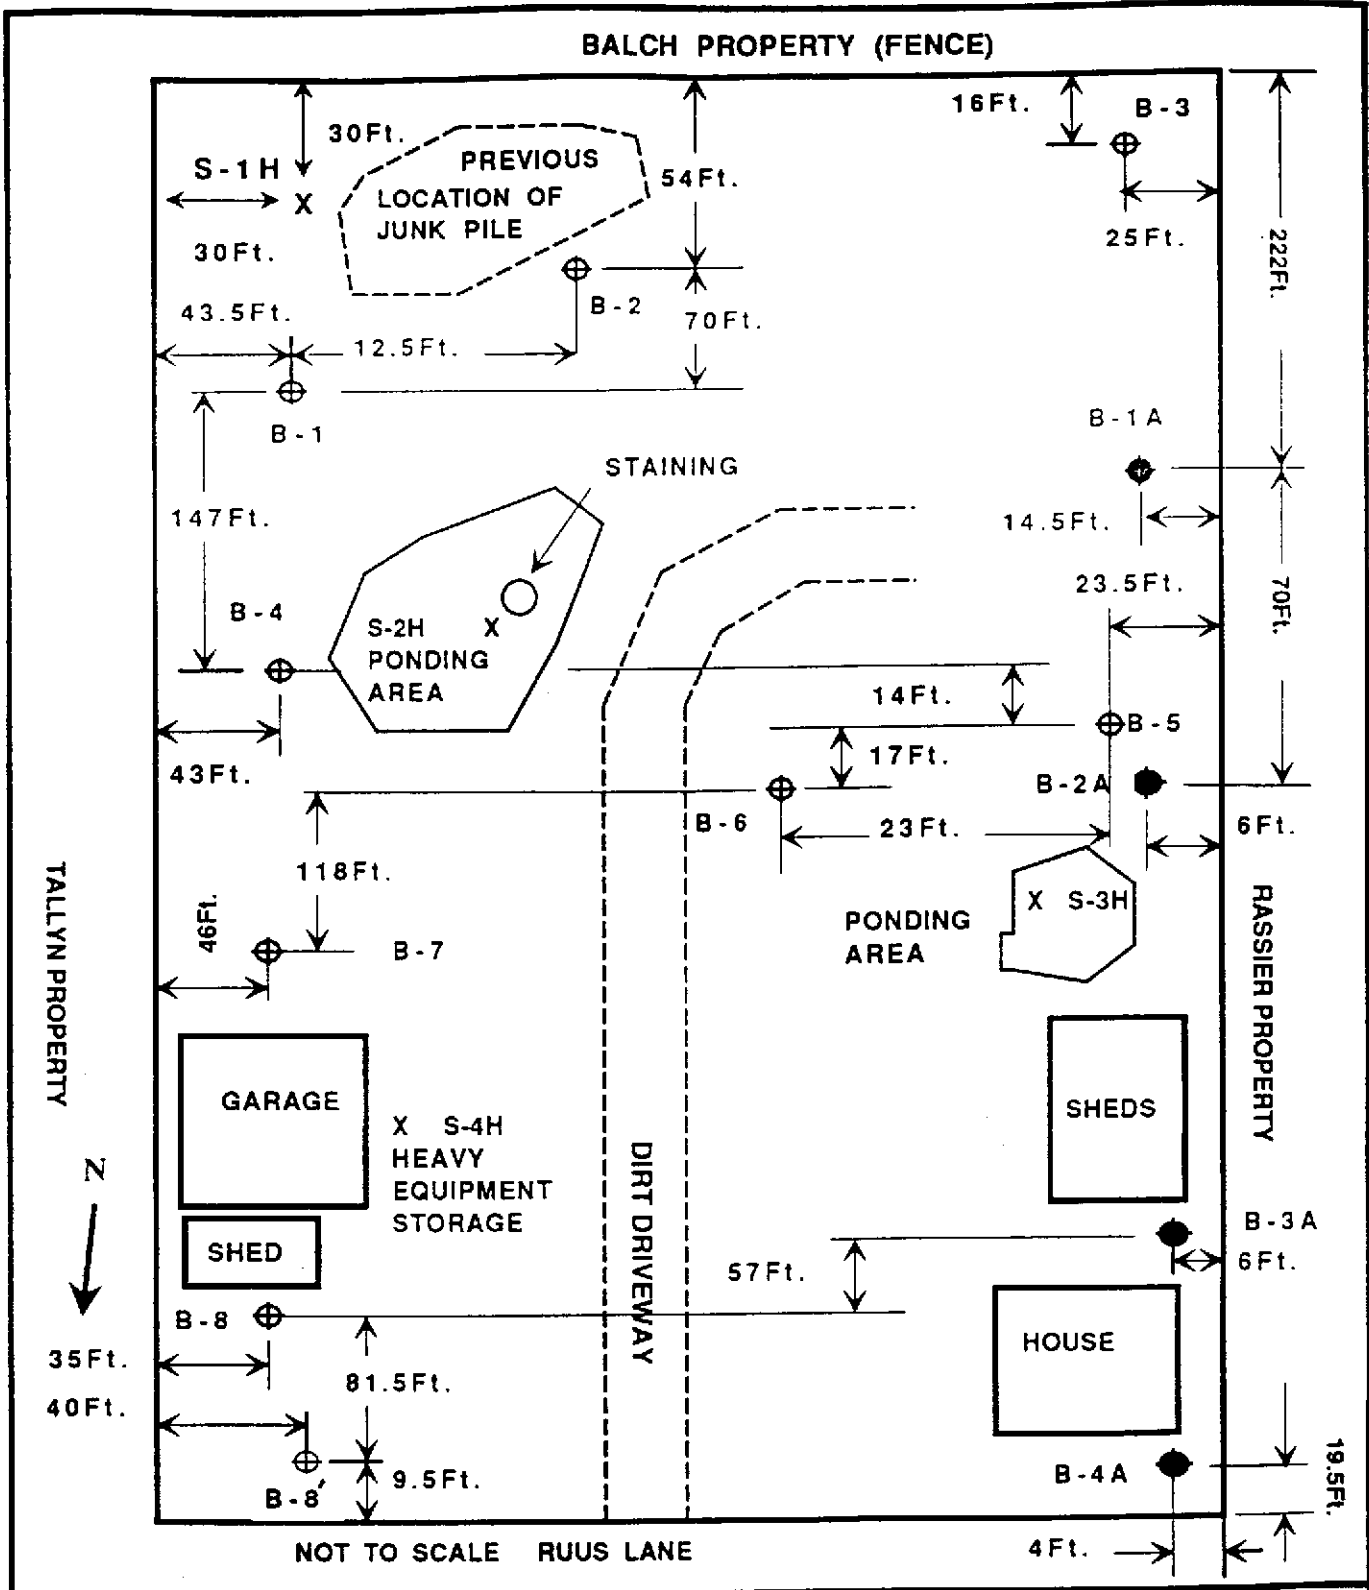 BALCH PROPERTY (FENCE)
16Ft.
B-3
30Ft.
S-1H
X
30Ft.
PREVIOUS
LOCATION OF
JUNK PILE
54Ft.
25Ft.
222Ft.
B-2
43.5Ft.
12.5Ft.
70Ft.
B-1
B-1A
STAINING
147Ft.
14.5Ft.
23.5Ft.
70Ft.
B-4
S-2H X
PONDING
AREA
14Ft.
B-5
43Ft.
17Ft.
B-2A
B-6
23Ft.
6Ft.
118Ft.
46Ft.
B-7
X S-3H
PONDING
AREA
TALLYN PROPERTY
RASSIER PROPERTY
GARAGE
X S-4H
HEAVY
EQUIPMENT
STORAGE
SHEDS
DIRT DRIVEWAY
N
SHED
B-3A
6Ft.
57Ft.
B-8
HOUSE
35Ft.
81.5Ft.
40Ft.
B-8'
9.5Ft.
B-4A
19.5Ft.
NOT TO SCALE RUUS LANE
4Ft.